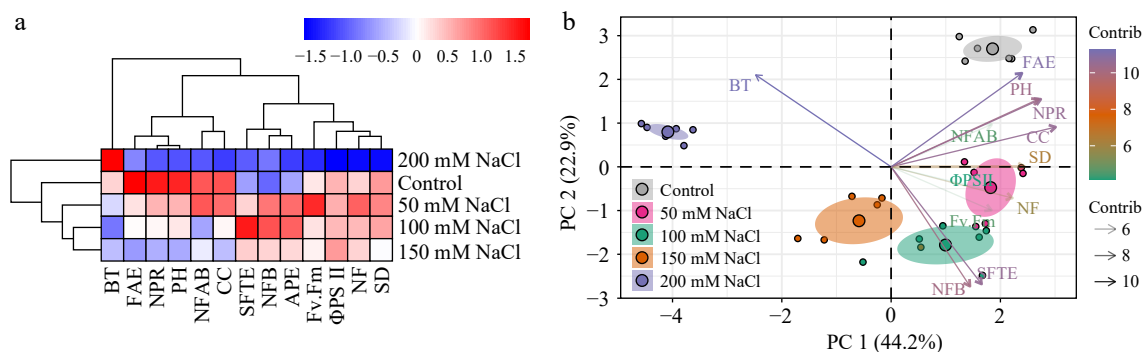 a
−1.5 −1.0 −0.5 0 0.5 1.0 1.5
200 mM NaCl
Control
50 mM NaCl
100 mM NaCl
150 mM NaCl
BT FAE NPR PH NFAB CC SFTE NFB APE Fv.Fm ΦPS II NF SD
b
PC 2 (22.9%)
3
2
1
0
−1
−2
−3
−4 −2 0 2
PC 1 (44.2%)
BT
FAE
PH
NPR
NFAB
CC
SD
ΦPSII
NF
Fv.Fm
SFTE
NFB
Control
50 mM NaCl
100 mM NaCl
150 mM NaCl
200 mM NaCl
Contrib
10
8
6
Contrib
6
8
10